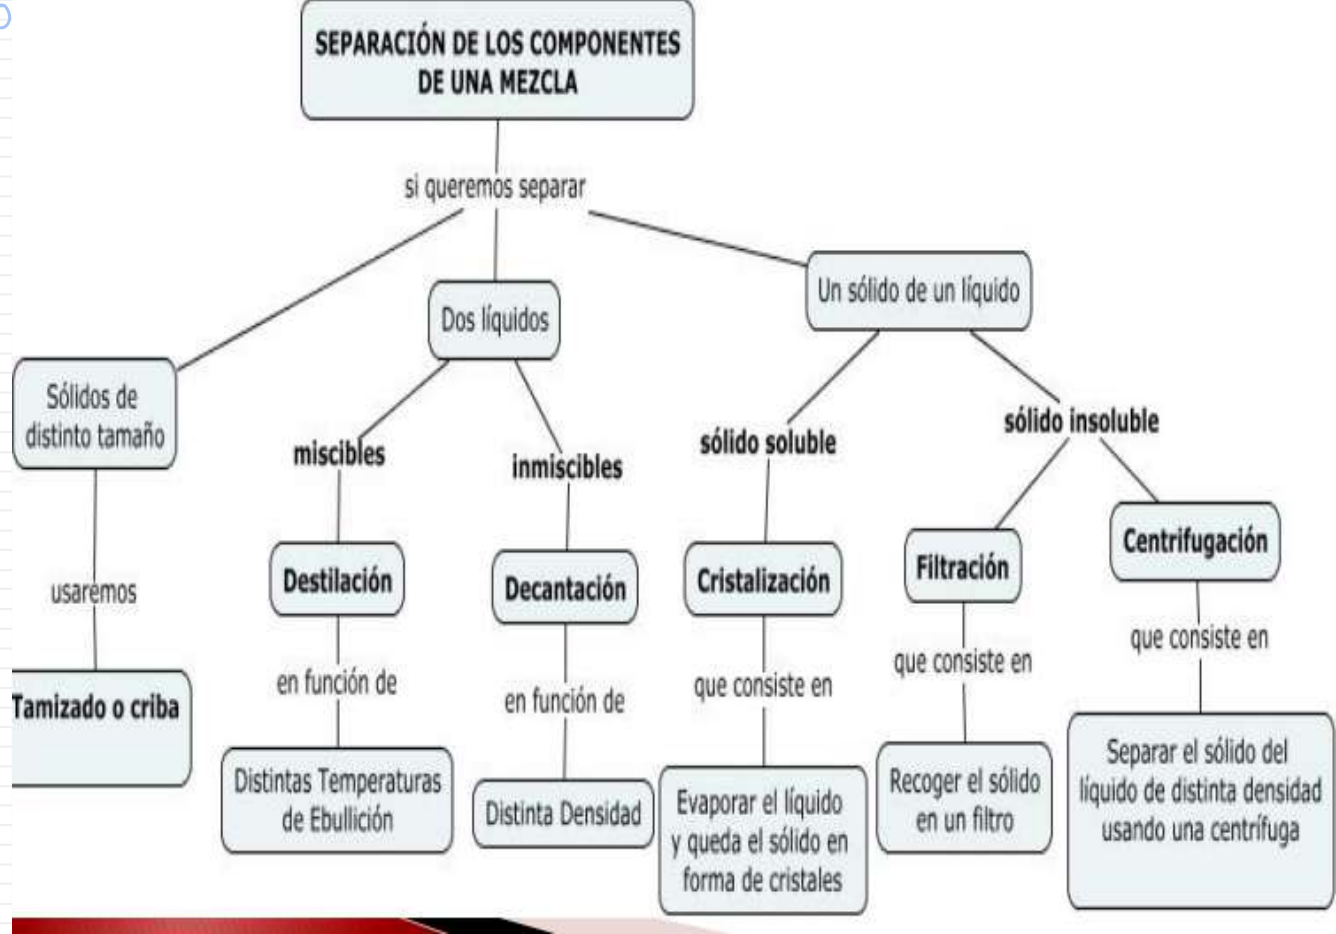 SEPARACIÓN DE LOS COMPONENTES
DE UNA MEZCLA
si queremos separar
Sólidos de
distinto tamaño
usaremos
Tamizado o criba
Dos líquidos
miscibles
Destilación
en función de
Distintas Temperaturas
de Ebullición
inmiscibles
Decantación
en función de
Distinta Densidad
Un sólido de un líquido
sólido soluble
Cristalización
que consiste en
Evaporar el líquido
y queda el sólido en
forma de cristales
sólido insoluble
Filtración
que consiste en
Recoger el sólido
en un filtro
Centrifugación
que consiste en
Separar el sólido del
líquido de distinta densidad
usando una centrífuga